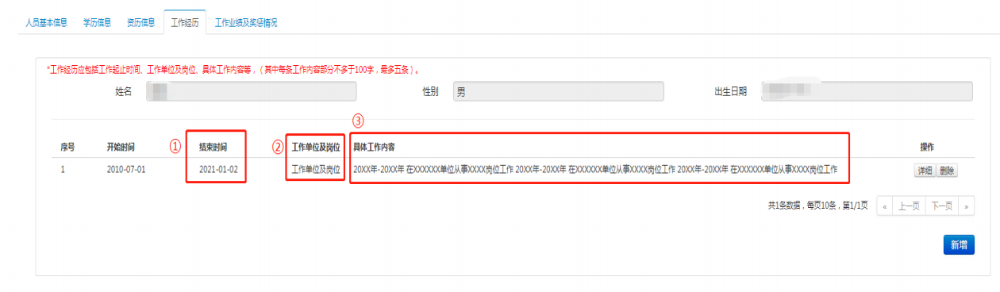 人员基本信息 学历信息 资历信息 工作经历 工作业绩及奖惩情况
*工作经历应包括工作起止时间、工作单位及岗位、具体工作内容等，（其中每条工作内容部分不多于100字，最多五条）。
姓名 性别 男 出生日期
③
序号 开始时间 ① 结束时间 ② 工作单位及岗位 具体工作内容 操作
1 2010-07-01 2021-01-02 工作单位及岗位 20XX年-20XX年 在XXXXXX单位从事XXXX岗位工作 20XX年-20XX年 在XXXXXX单位从事XXXX岗位工作 20XX年-20XX年 在XXXXXX单位从事XXXX岗位工作 详细 删除
共1条数据，每页10条，第1/1页 « 上一页 下一页 »
新增